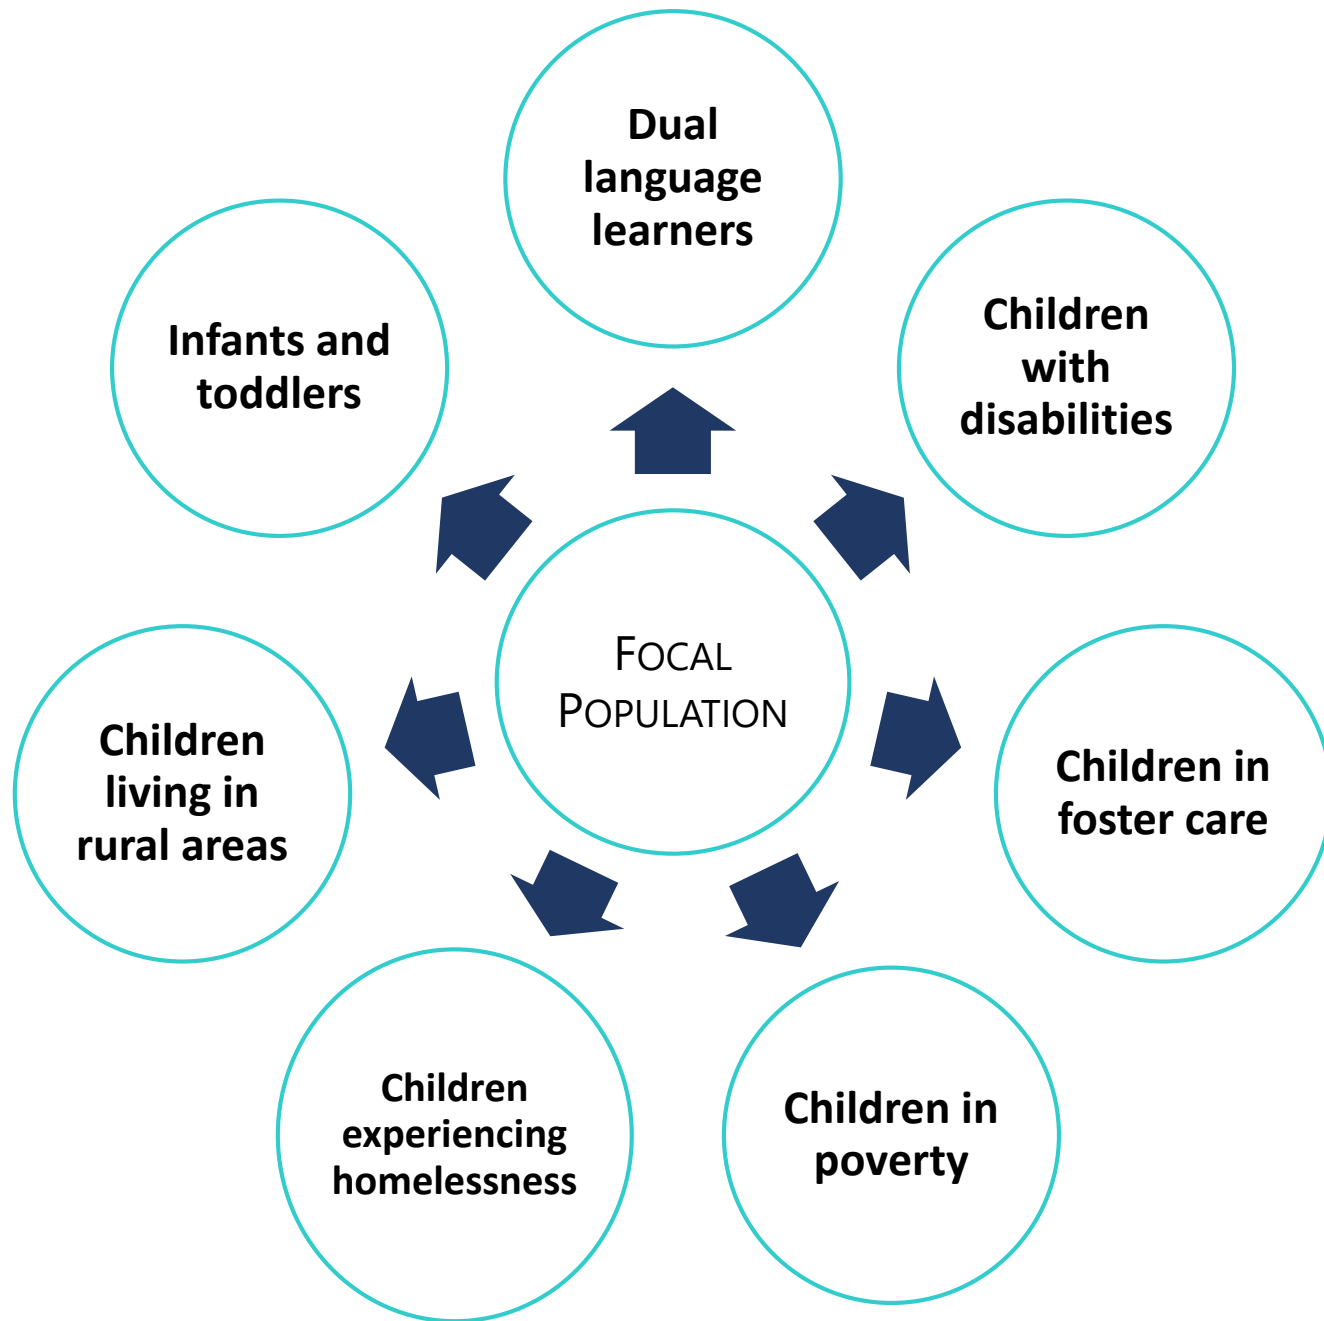 Dual
language
learners
Children
with
disabilities
Children in
foster care
Children in
poverty
Children
experiencing
homelessness
Children
living in
rural areas
Infants and
toddlers
FOCAL
POPULATION